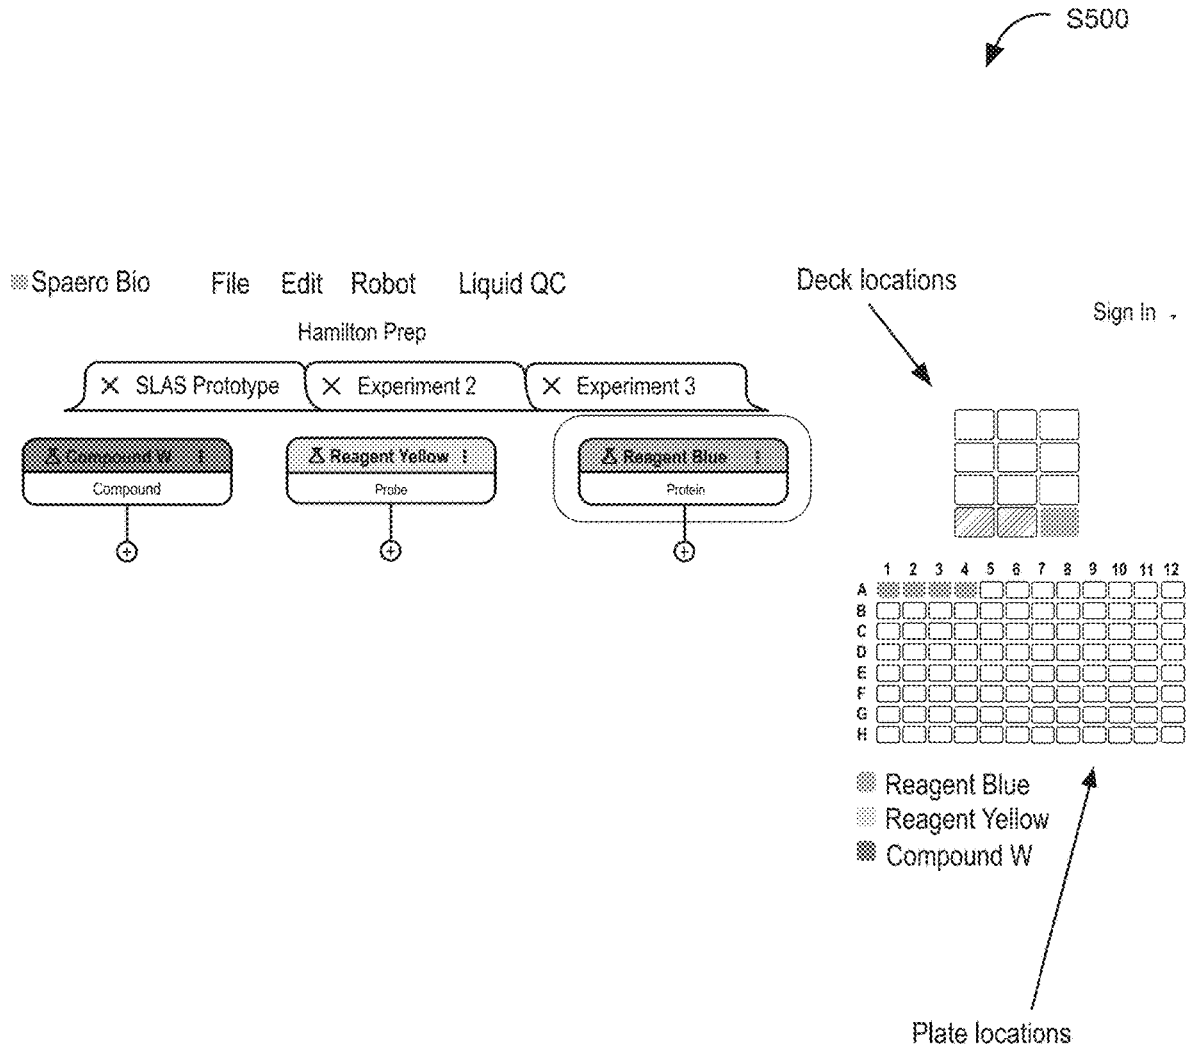 S500
Spaero Bio File Edit Robot Liquid QC
Deck locations
Sign In
Hamilton Prep
SLAS Prototype Experiment 2 Experiment 3
Compound W Reagent Yellow Reagent Blue
Compound Probe Protein
1 2 3 4 5 6 7 8 9 10 11 12
A
B
C
D
E
F
G
H
Reagent Blue
Reagent Yellow
Compound W
Plate locations